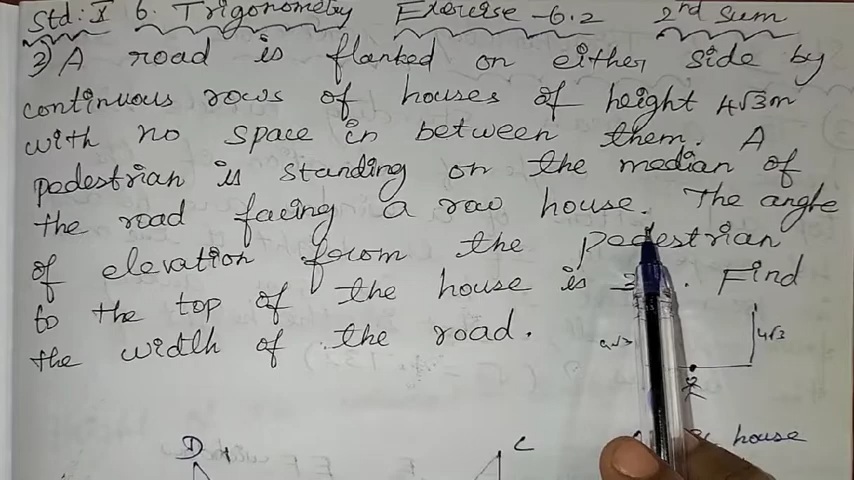 Std: X 6. Trigonometry Exercise - 6.2 2nd Sum
2) A road is flanked on either side by
continuous rows of houses of height 4√3m
with no space in between them. A
pedestrian is standing on the median of
the road facing a row house. The angle
of elevation from the pedestrian
to the top of the house is 3 . Find
the width of the road.
4√3
house
D C